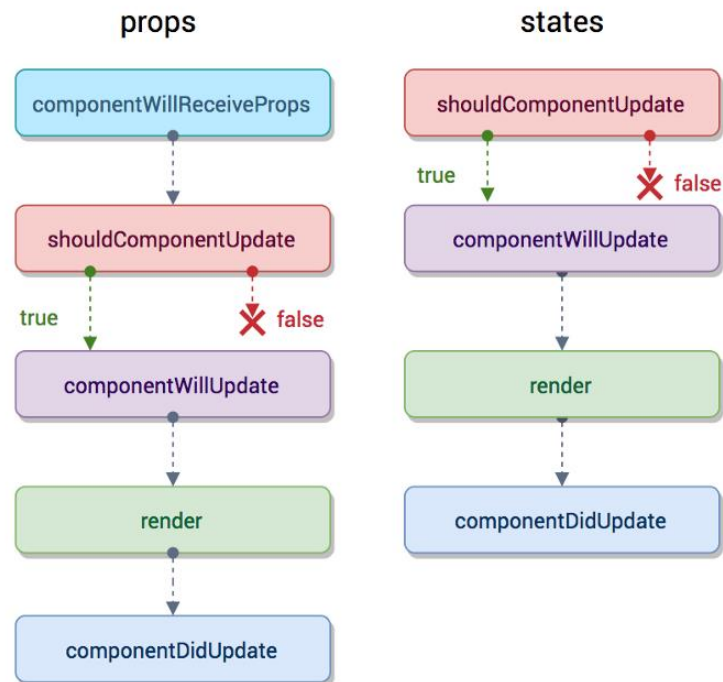 props
componentWillReceiveProps
shouldComponentUpdate
true
false
componentWillUpdate
render
componentDidUpdate
states
shouldComponentUpdate
true
false
componentWillUpdate
render
componentDidUpdate